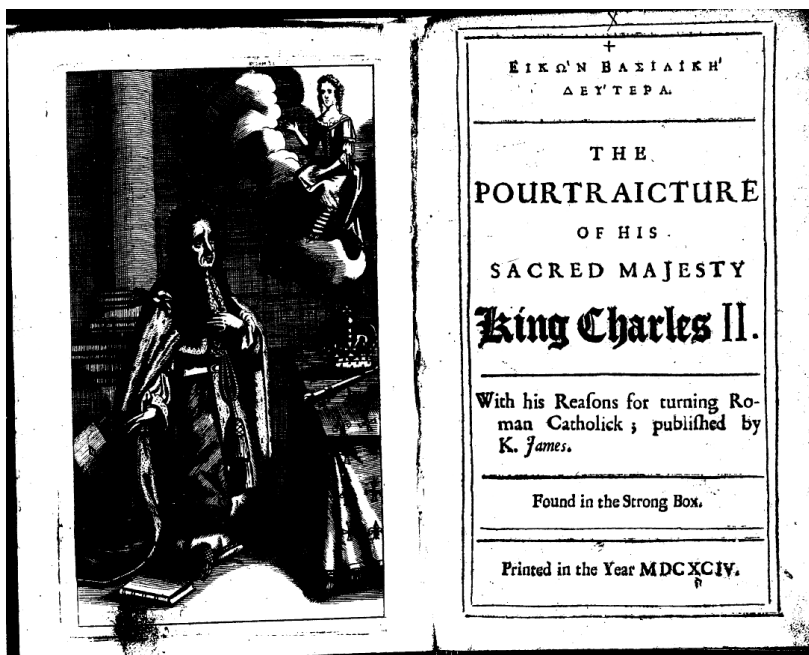 ΕΙΚΩ'Ν ΒΑΣΙΛΙΚΗ'
ΔΕΥ'ΤΕΡΑ.
THE
POURTRAICTURE
OF HIS
SACRED MAJESTY
King Charles II.
With his Reaſons for turning Ro-
man Catholick ; publiſhed by
K. James.
Found in the Strong Box.
Printed in the Year MDCXCIV.